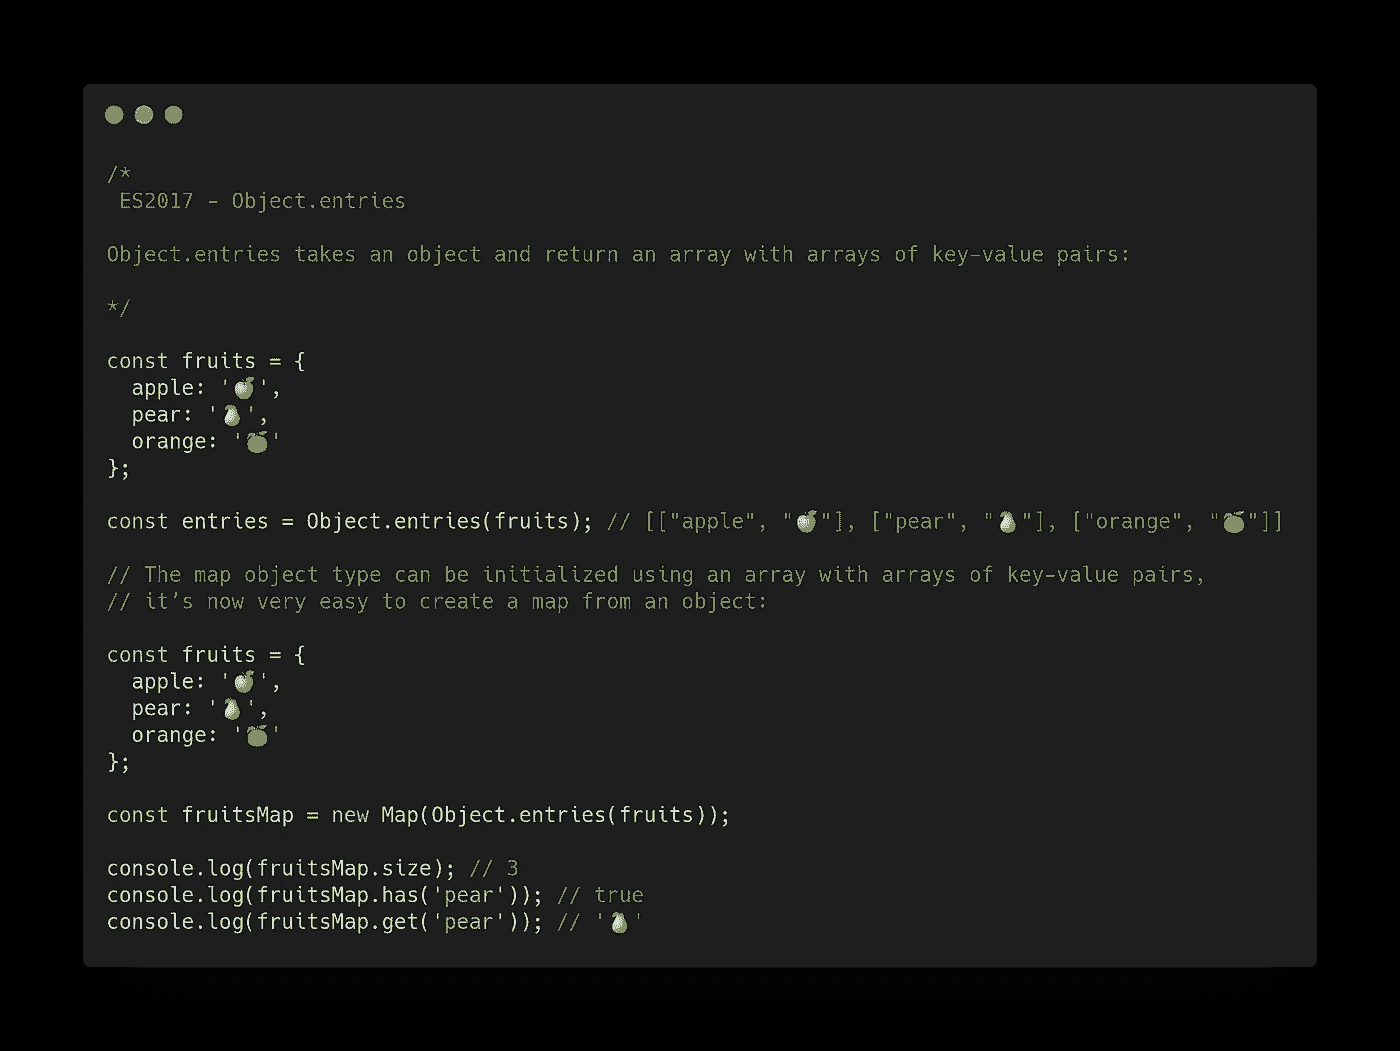 /*
 ES2017 - Object.entries

Object.entries takes an object and return an array with arrays of key-value pairs:

*/

const fruits = {
  apple: '🍎',
  pear: '🍐',
  orange: '🍊'
};

const entries = Object.entries(fruits); // [["apple", "🍎"], ["pear", "🍐"], ["orange", "🍊"]]

// The map object type can be initialized using an array with arrays of key-value pairs,
// it's now very easy to create a map from an object:

const fruits = {
  apple: '🍎',
  pear: '🍐',
  orange: '🍊'
};

const fruitsMap = new Map(Object.entries(fruits));

console.log(fruitsMap.size); // 3
console.log(fruitsMap.has('pear')); // true
console.log(fruitsMap.get('pear')); // '🍐'